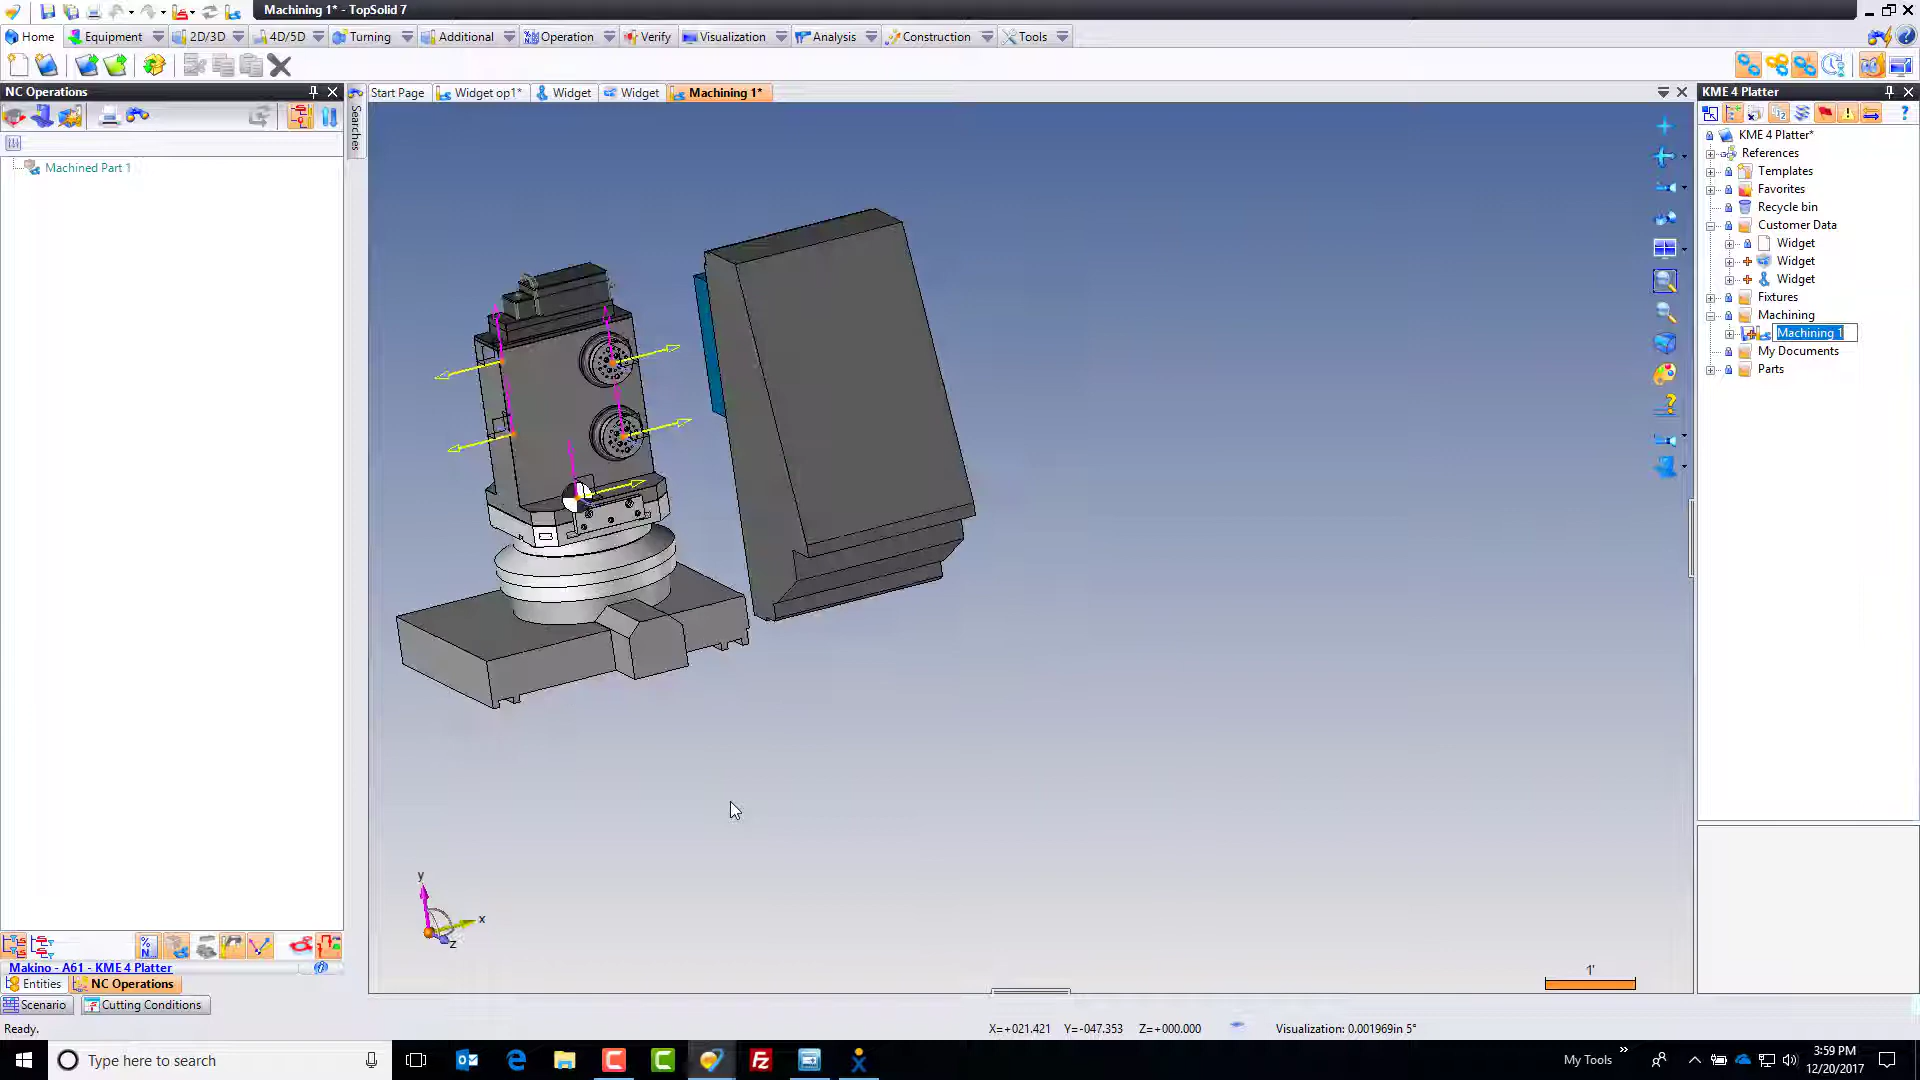 Machining 1* - TopSolid 7
Home Equipment 2D/3D 4D/5D Turning Additional Operation Verify Visualization Analysis Construction Tools
NC Operations
Machined Part 1
Searches
Start Page Widget op1* Widget Widget Machining 1*
KME 4 Platter
KME 4 Platter*
References
Templates
Favorites
Recycle bin
Customer Data
Widget
Widget
Widget
Fixtures
Machining
Machining 1
My Documents
Parts
y
x
z
1'
Makino - A61 - KME 4 Platter
Entities NC Operations
Scenario Cutting Conditions
Ready.
X=+021.421 Y=-047.353 Z=+000.000 Visualization: 0.001969in 5°
Type here to search
My Tools
3:59 PM
12/20/2017